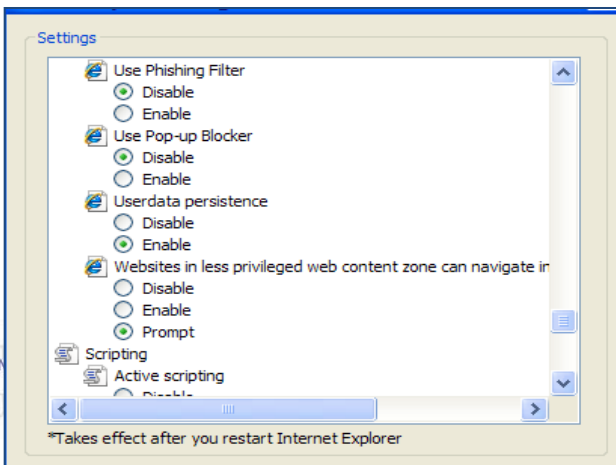 Settings
Use Phishing Filter
Disable
Enable
Use Pop-up Blocker
Disable
Enable
Userdata persistence
Disable
Enable
Websites in less privileged web content zone can navigate in
Disable
Enable
Prompt
Scripting
Active scripting
Disable
*Takes effect after you restart Internet Explorer